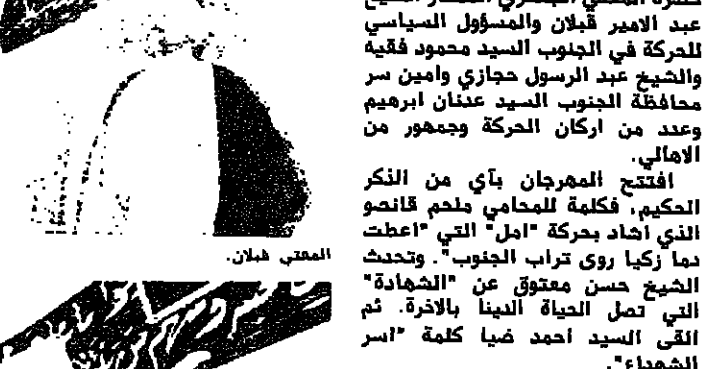 عبد الامير قبلان والمسؤول السياسي
للحركة في الجنوب السيد محمود فقيه
والشيخ عبد الرسول حجازي وامين سر
محافظة الجنوب السيد عدنان ابرهيم
وعدد من اركان الحركة وجمهور من
الاهالي.
افتتح المهرجان بآي من الذكر
الحكيم، فكلمة للمحامي ملحم قانصو
الذي اشاد بحركة "امل" التي "اعطت
دما زكيا روى تراب الجنوب". وتحدث
الشيخ حسن معتوق عن "الشهادة"
التي تصل الحياة الدينا بالاخرة. ثم
القى السيد احمد ضيا كلمة "اسر
الشهداء".
المفتي قبلان.